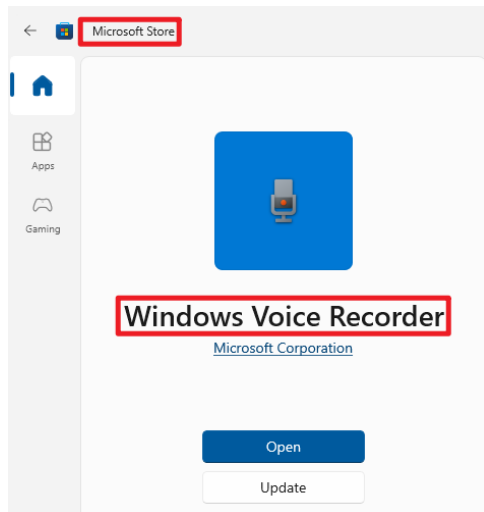 Microsoft Store
Apps
Gaming
Windows Voice Recorder
Microsoft Corporation
Open
Update